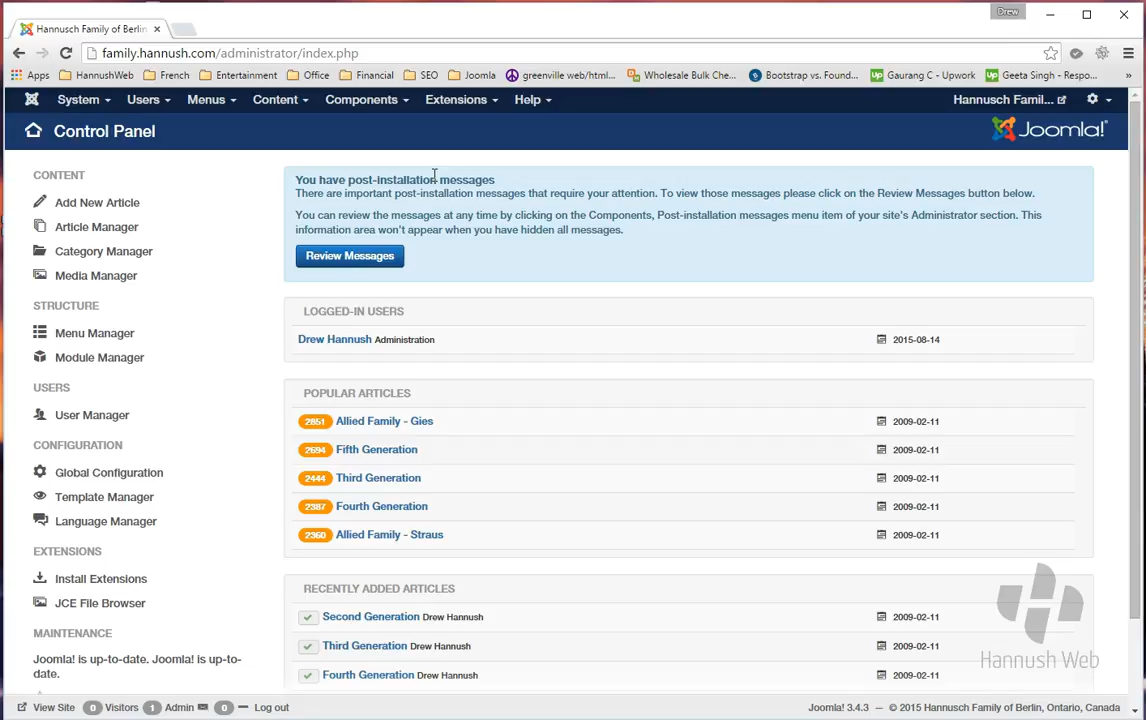 Drew
Hannusch Family of Berlin
family.hannush.com/administrator/index.php
Apps HannushWeb French Entertainment Office Financial SEO Joomla greenville web/html... Wholesale Bulk Che... Bootstrap vs. Foun... Gaurang C - Upwork Geeta Singh - Respo... »
System Users Menus Content Components Extensions Help Hannusch Famil...
Control Panel Joomla!
CONTENT
Add New Article
Article Manager
Category Manager
Media Manager
STRUCTURE
Menu Manager
Module Manager
USERS
User Manager
CONFIGURATION
Global Configuration
Template Manager
Language Manager
EXTENSIONS
Install Extensions
JCE File Browser
MAINTENANCE
Joomla! is up-to-date. Joomla! is up-to-
date.
You have post-installation messages
There are important post-installation messages that require your attention. To view those messages please click on the Review Messages button below.
You can review the messages at any time by clicking on the Components, Post-installation messages menu item of your site's Administrator section. This
information area won't appear when you have hidden all messages.
Review Messages
LOGGED-IN USERS
Drew Hannush Administration 2015-08-14
POPULAR ARTICLES
2851 Allied Family - Gies 2009-02-11
2694 Fifth Generation 2009-02-11
2444 Third Generation 2009-02-11
2387 Fourth Generation 2009-02-11
2360 Allied Family - Straus 2009-02-11
RECENTLY ADDED ARTICLES
Second Generation Drew Hannush 2009-02-11
Third Generation Drew Hannush 2009-02-11
Fourth Generation Drew Hannush 2009-02-11
Hannush Web
View Site 0 Visitors 1 Admin 0 Log out Joomla! 3.4.3 — © 2015 Hannusch Family of Berlin, Ontario, Canada